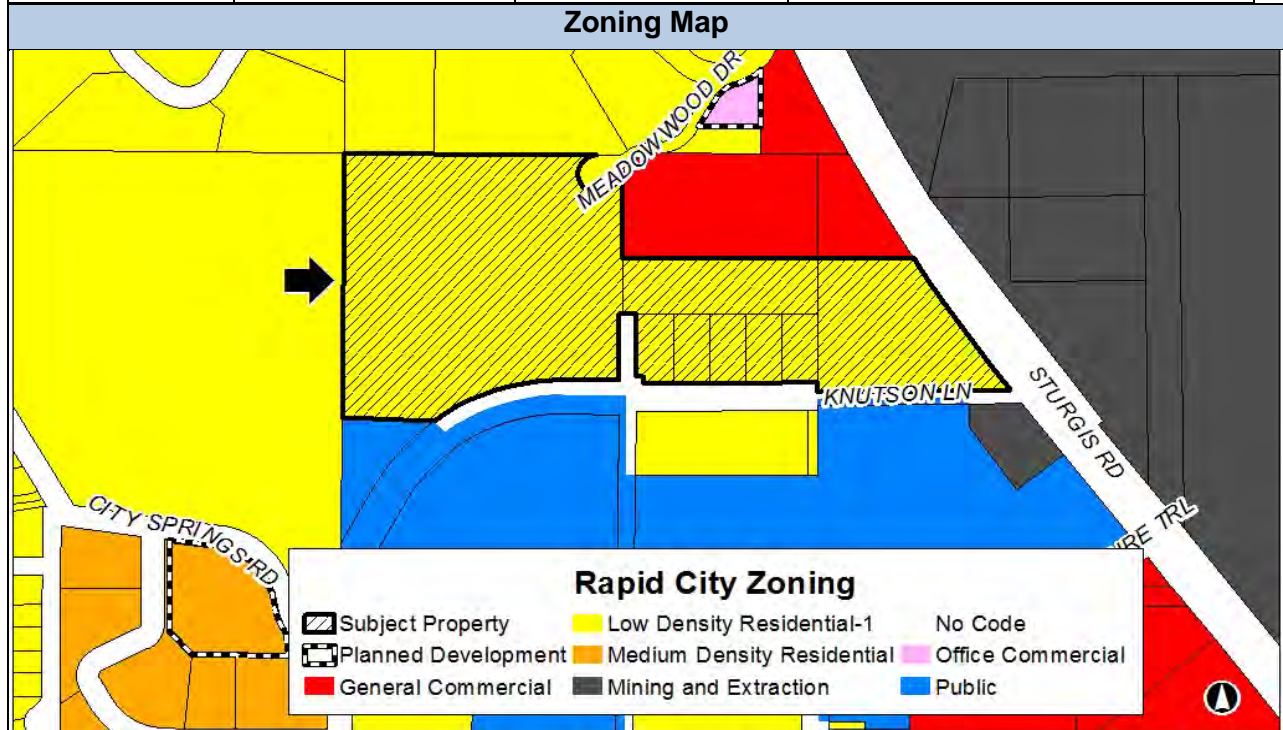 Zoning Map
MEADOWWOOD DR
KNUTSON LN
STURGIS RD
CITY SPRINGS RD
TRL
Rapid City Zoning
Subject Property
Low Density Residential-1
No Code
Planned Development
Medium Density Residential
Office Commercial
General Commercial
Mining and Extraction
Public